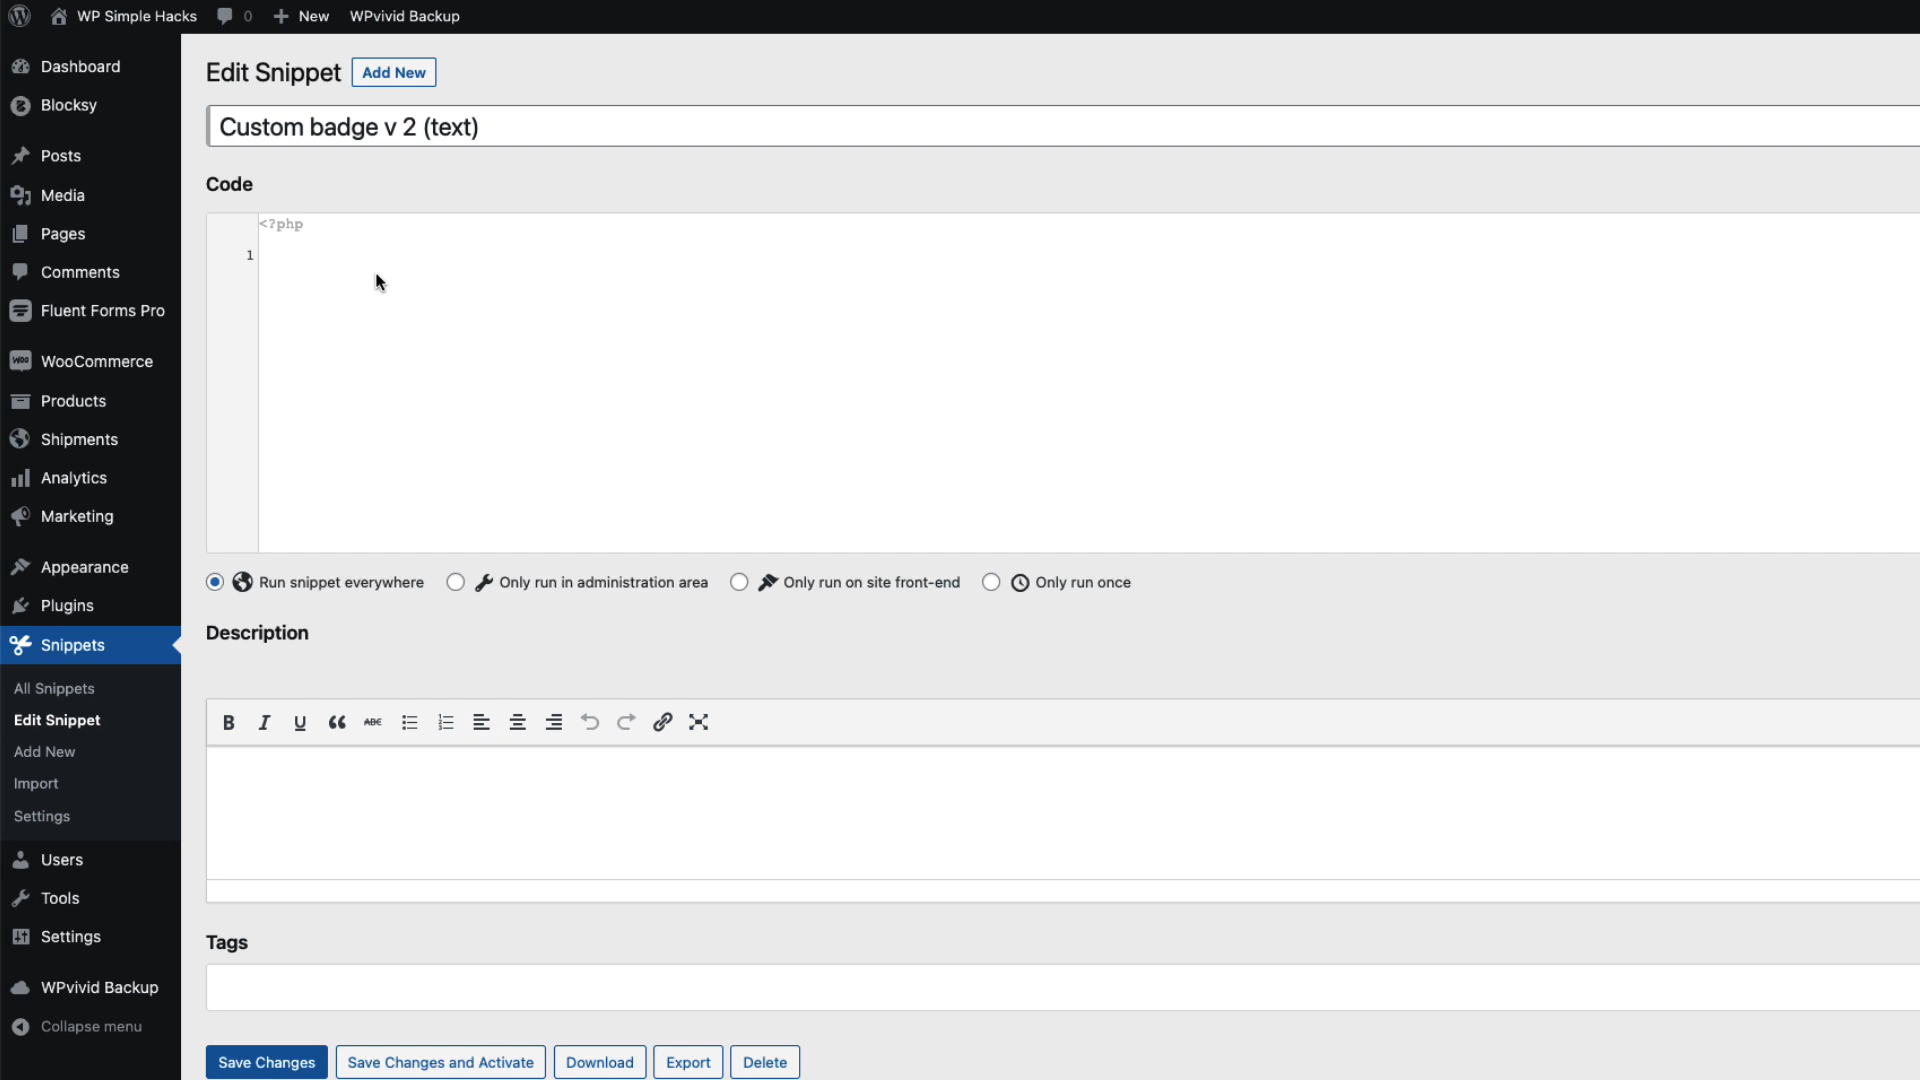 WP Simple Hacks
0
New
WPvivid Backup
Dashboard
Blocksy
Posts
Media
Pages
Comments
Fluent Forms Pro
WooCommerce
Products
Shipments
Analytics
Marketing
Appearance
Plugins
Snippets
All Snippets
Edit Snippet
Add New
Import
Settings
Users
Tools
Settings
WPvivid Backup
Collapse menu
Edit Snippet
Add New
Custom badge v 2 (text)
Code
<?php
1
Run snippet everywhere
Only run in administration area
Only run on site front-end
Only run once
Description
B I U ABC
Tags
Save Changes
Save Changes and Activate
Download
Export
Delete